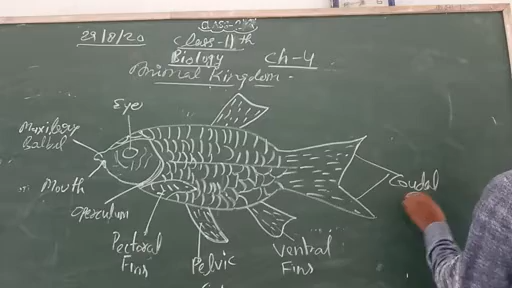 29/8/20
Class-11th
Biology
Ch-4
Animal Kingdom.
Eye
Maxillary
Balbul
Mouth
Operculum
Pectoral
Fins
Pelvic
Ventral
Fins
Caudal